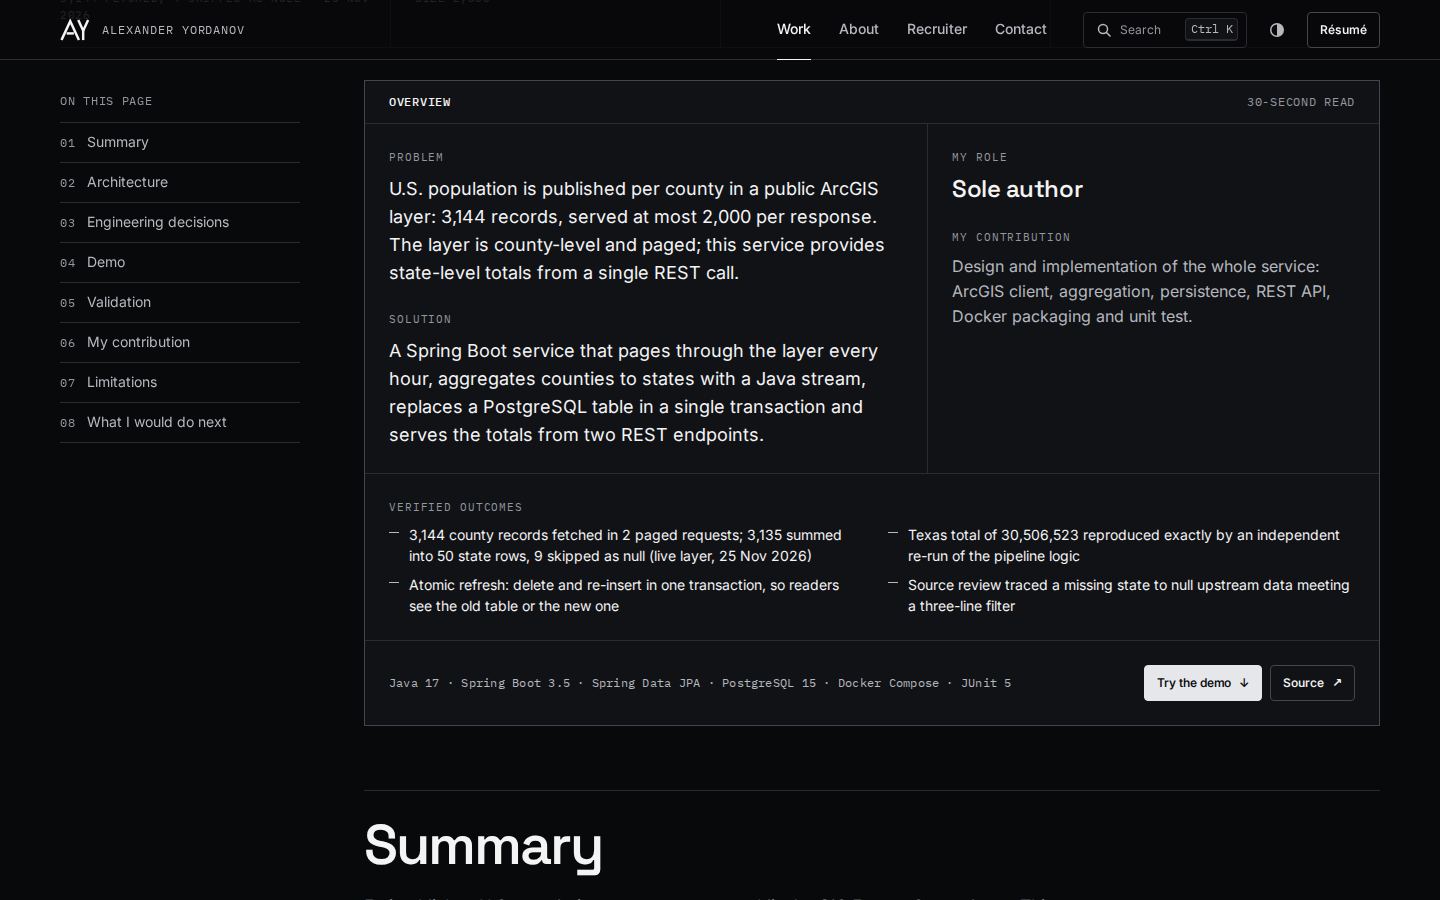 AY ALEXANDER YORDANOV
Work About Recruiter Contact
Search Ctrl K
Résumé
ON THIS PAGE
01 Summary
02 Architecture
03 Engineering decisions
04 Demo
05 Validation
06 My contribution
07 Limitations
08 What I would do next
OVERVIEW
30-SECOND READ
PROBLEM
U.S. population is published per county in a public ArcGIS
layer: 3,144 records, served at most 2,000 per response.
The layer is county-level and paged; this service provides
state-level totals from a single REST call.
SOLUTION
A Spring Boot service that pages through the layer every
hour, aggregates counties to states with a Java stream,
replaces a PostgreSQL table in a single transaction and
serves the totals from two REST endpoints.
MY ROLE
Sole author
MY CONTRIBUTION
Design and implementation of the whole service:
ArcGIS client, aggregation, persistence, REST API,
Docker packaging and unit test.
VERIFIED OUTCOMES
— 3,144 county records fetched in 2 paged requests; 3,135 summed
into 50 state rows, 9 skipped as null (live layer, 25 Nov 2026)
— Atomic refresh: delete and re-insert in one transaction, so readers
see the old table or the new one
— Texas total of 30,506,523 reproduced exactly by an independent
re-run of the pipeline logic
— Source review traced a missing state to null upstream data meeting
a three-line filter
Java 17 · Spring Boot 3.5 · Spring Data JPA · PostgreSQL 15 · Docker Compose · JUnit 5
Try the demo ↓
Source ↗
Summary